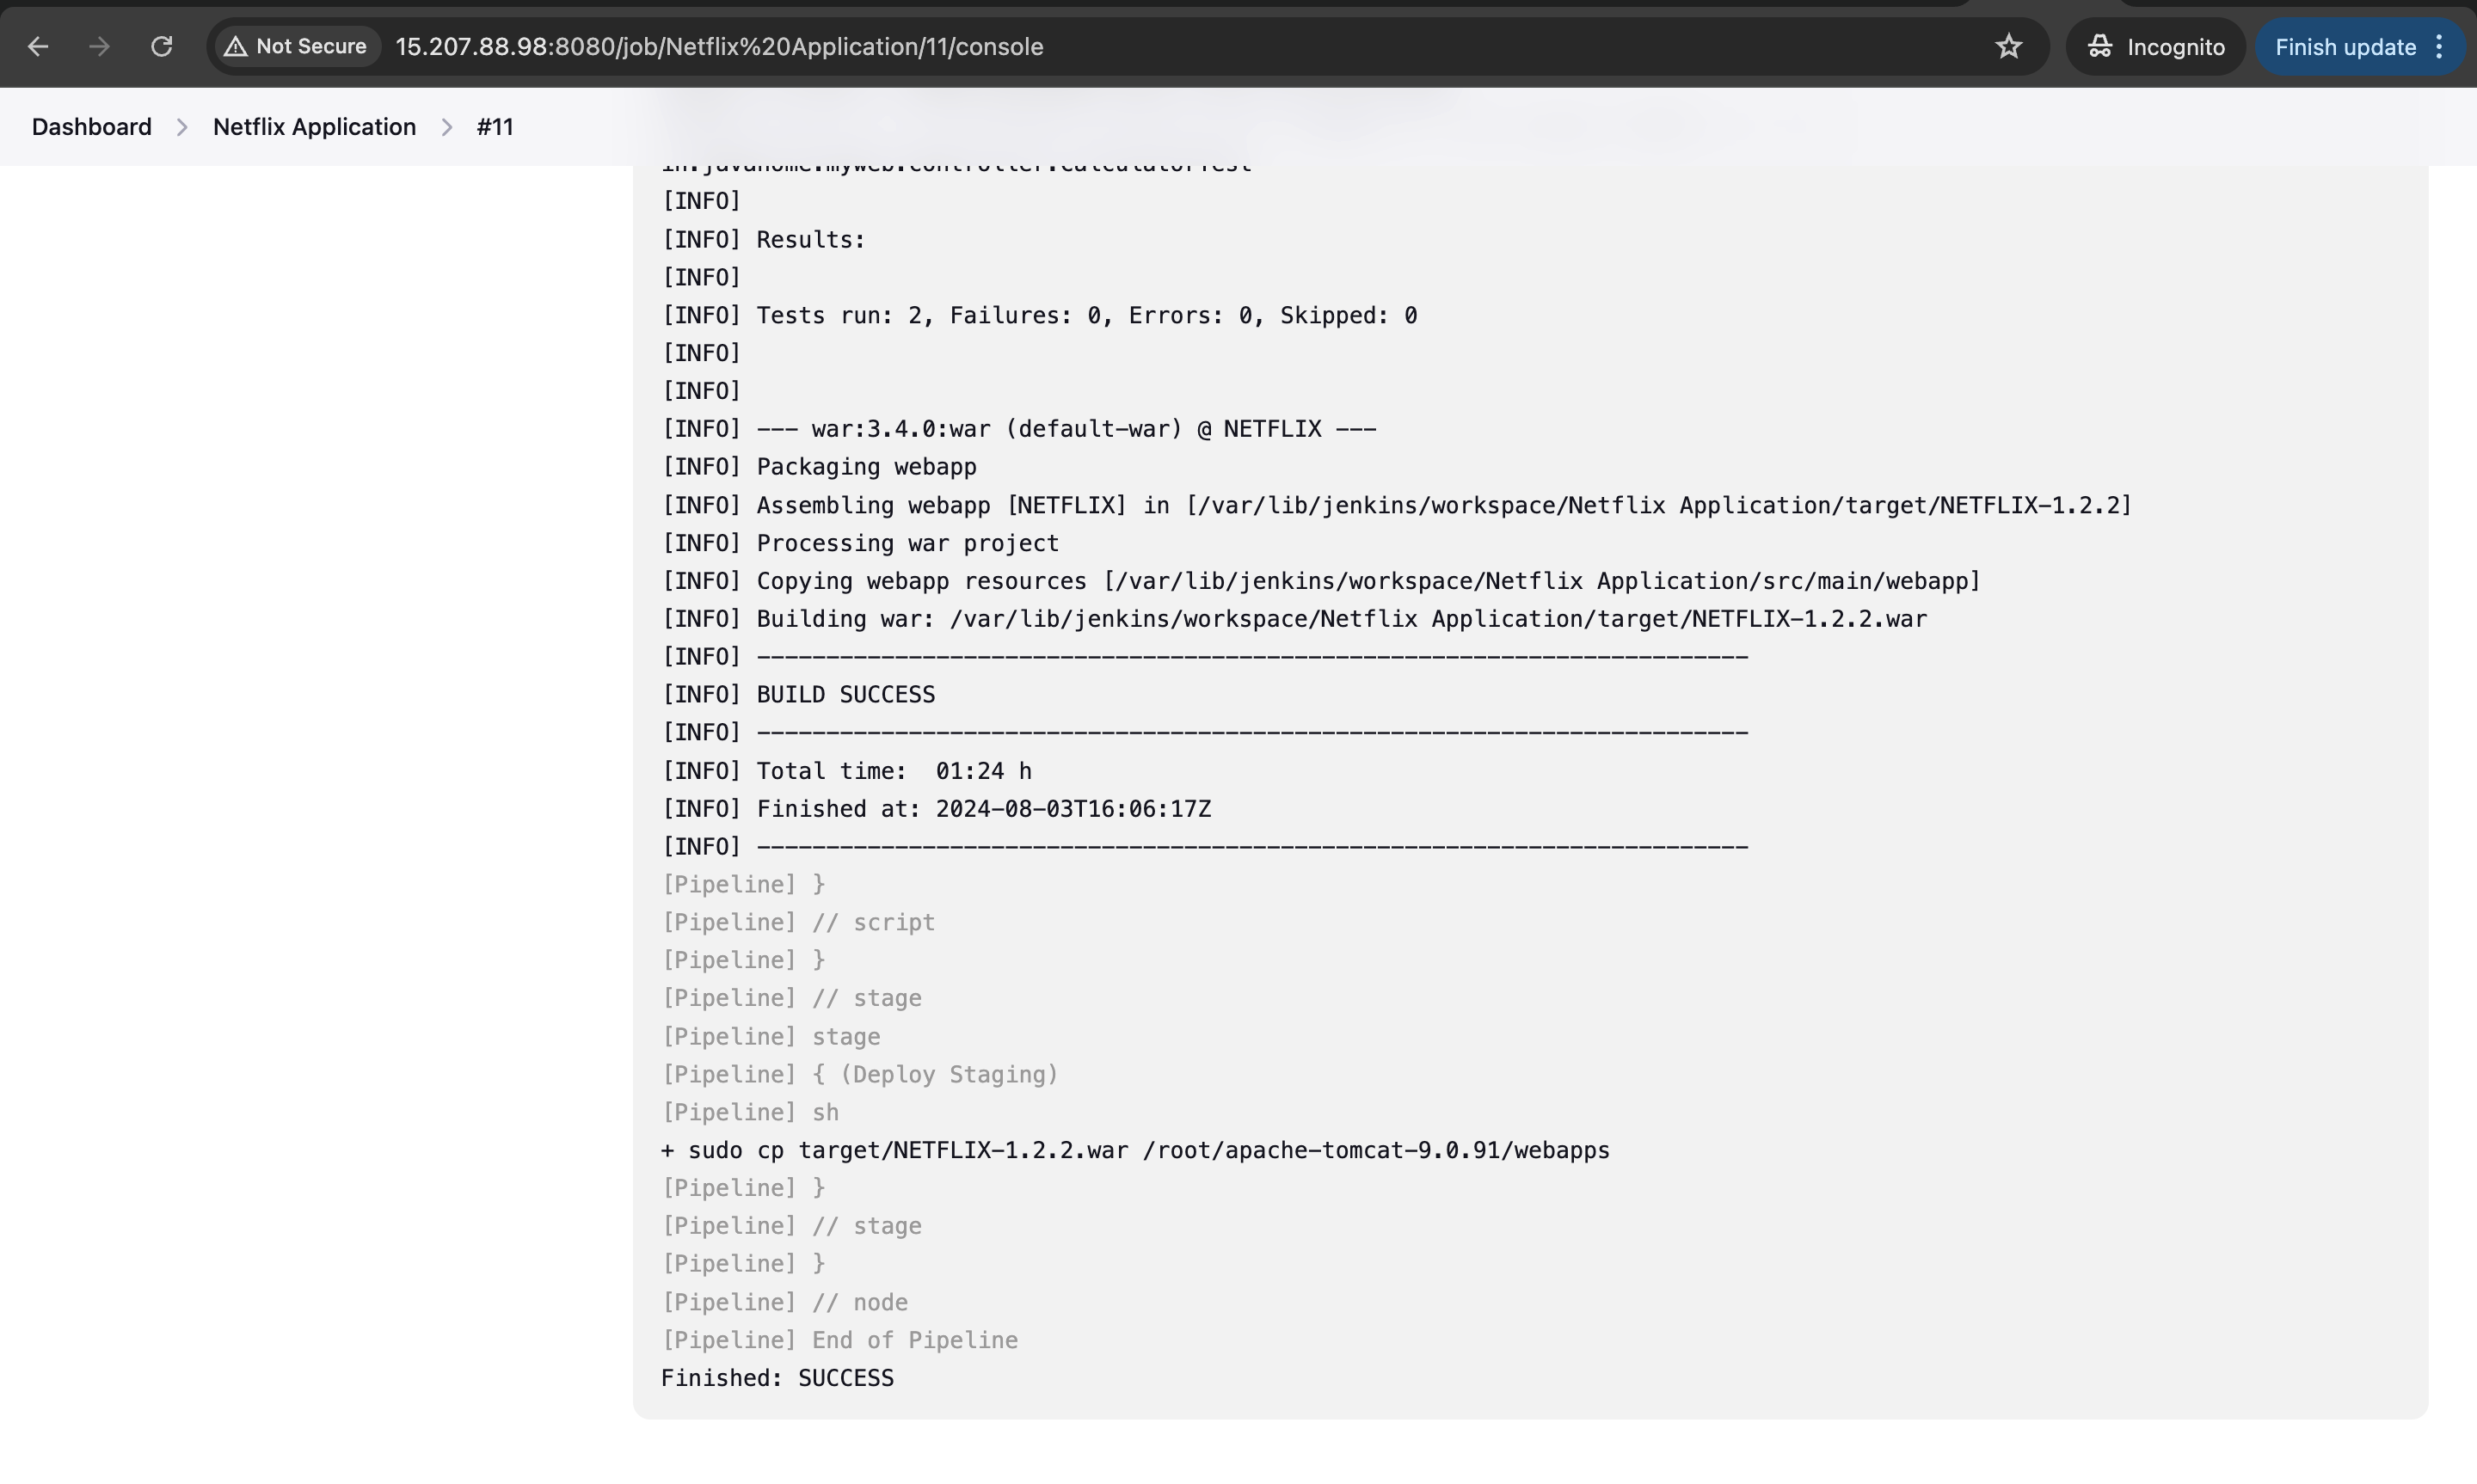 Not Secure 15.207.88.98:8080/job/Netflix%20Application/11/console Incognito Finish update
Dashboard > Netflix Application > #11
in.javahome.myweb.controller.CalculatorTest
[INFO]
[INFO] Results:
[INFO]
[INFO] Tests run: 2, Failures: 0, Errors: 0, Skipped: 0
[INFO]
[INFO]
[INFO] --- war:3.4.0:war (default-war) @ NETFLIX ---
[INFO] Packaging webapp
[INFO] Assembling webapp [NETFLIX] in [/var/lib/jenkins/workspace/Netflix Application/target/NETFLIX-1.2.2]
[INFO] Processing war project
[INFO] Copying webapp resources [/var/lib/jenkins/workspace/Netflix Application/src/main/webapp]
[INFO] Building war: /var/lib/jenkins/workspace/Netflix Application/target/NETFLIX-1.2.2.war
[INFO] ------------------------------------------------------------------------
[INFO] BUILD SUCCESS
[INFO] ------------------------------------------------------------------------
[INFO] Total time:  01:24 h
[INFO] Finished at: 2024-08-03T16:06:17Z
[INFO] ------------------------------------------------------------------------
[Pipeline] }
[Pipeline] // script
[Pipeline] }
[Pipeline] // stage
[Pipeline] stage
[Pipeline] { (Deploy Staging)
[Pipeline] sh
+ sudo cp target/NETFLIX-1.2.2.war /root/apache-tomcat-9.0.91/webapps
[Pipeline] }
[Pipeline] // stage
[Pipeline] }
[Pipeline] // node
[Pipeline] End of Pipeline
Finished: SUCCESS